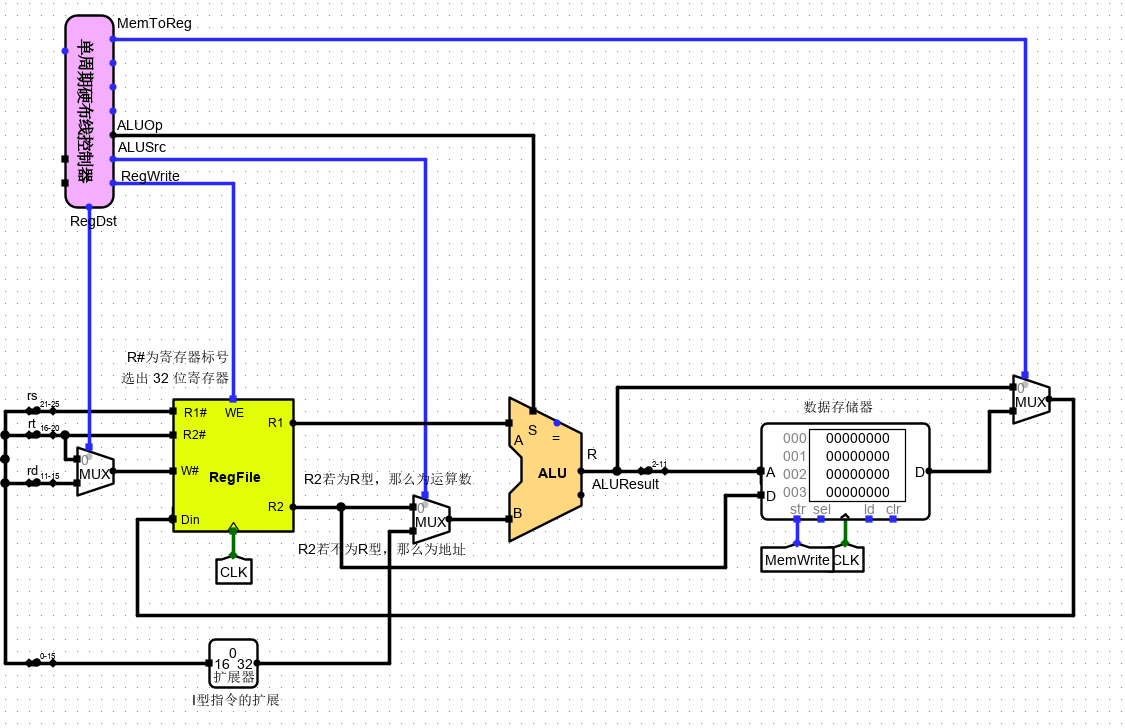 MemToReg
单周期硬布线控制器
ALUOp
ALUSrc
RegWrite
RegDst
R#为寄存器标号
选出 32 位寄存器
rs
21-25
rt
16-20
rd
11-15
0
MUX
R1#
WE
R2#
W#
Din
R1
R2
RegFile
CLK
R2若为R型，那么为运算数
R2若不为R型，那么为地址
0
MUX
A
S
=
B
ALU
R
ALUResult
2-11
数据存储器
000
00000000
001
00000000
002
00000000
003
00000000
A
D
D
str
sel
ld
clr
MemWrite
CLK
0
MUX
0-15
0
16
32
扩展器
I型指令的扩展